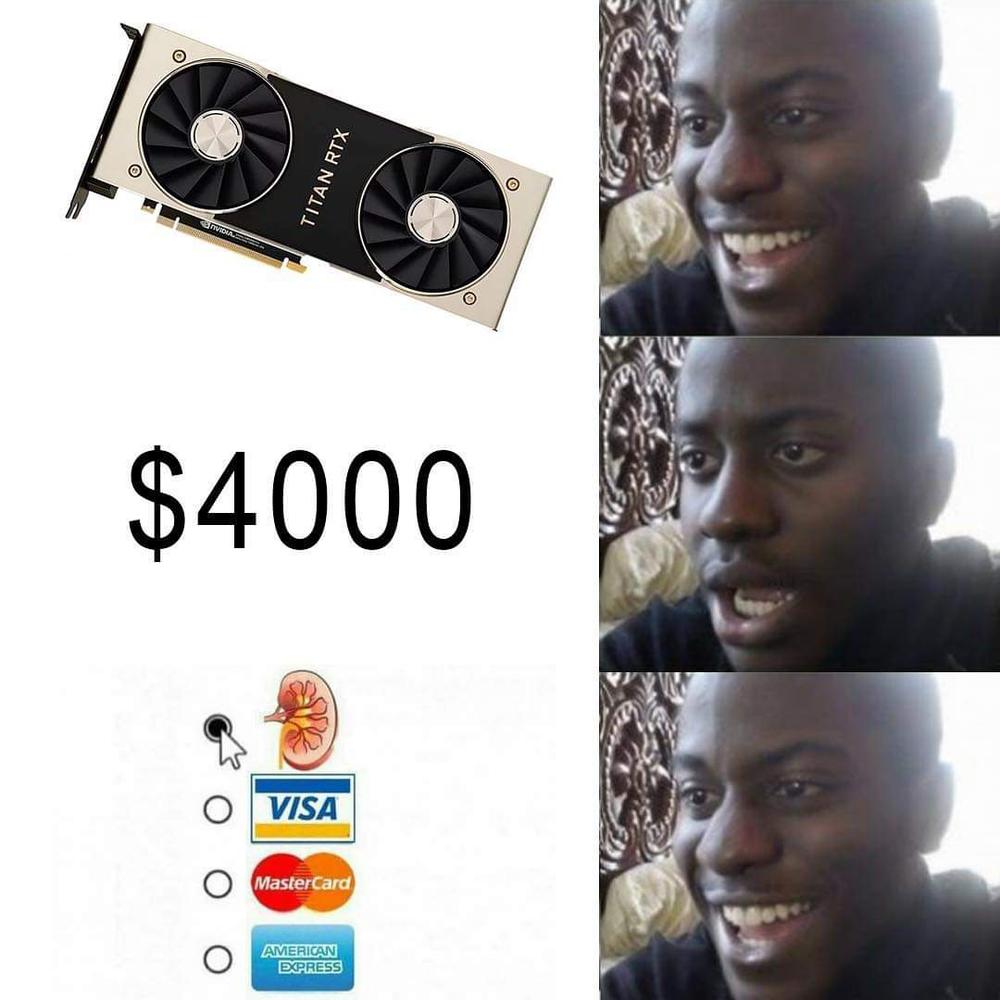 TITAN RTX
NVIDIA
$4000
VISA
MasterCard
AMERICAN
EXPRESS